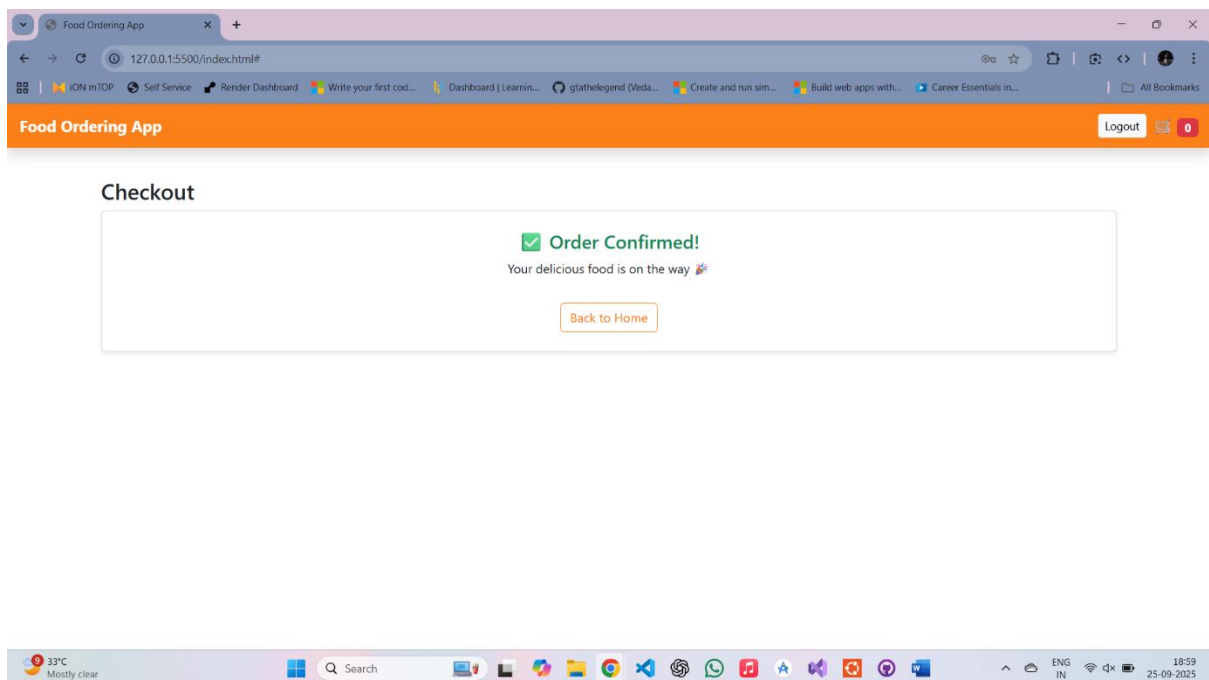 Food Ordering App
127.0.0.1:5500/index.html#
iON mTOP Self Service Render Dashboard Write your first cod... Dashboard | Learnin... gtathelegend (Veda... Create and run sim... Build web apps with... Career Essentials in... All Bookmarks
Food Ordering App Logout 0
Checkout
Order Confirmed!
Your delicious food is on the way
Back to Home
9 33°C Search ENG 18:59
Mostly clear IN 25-09-2025